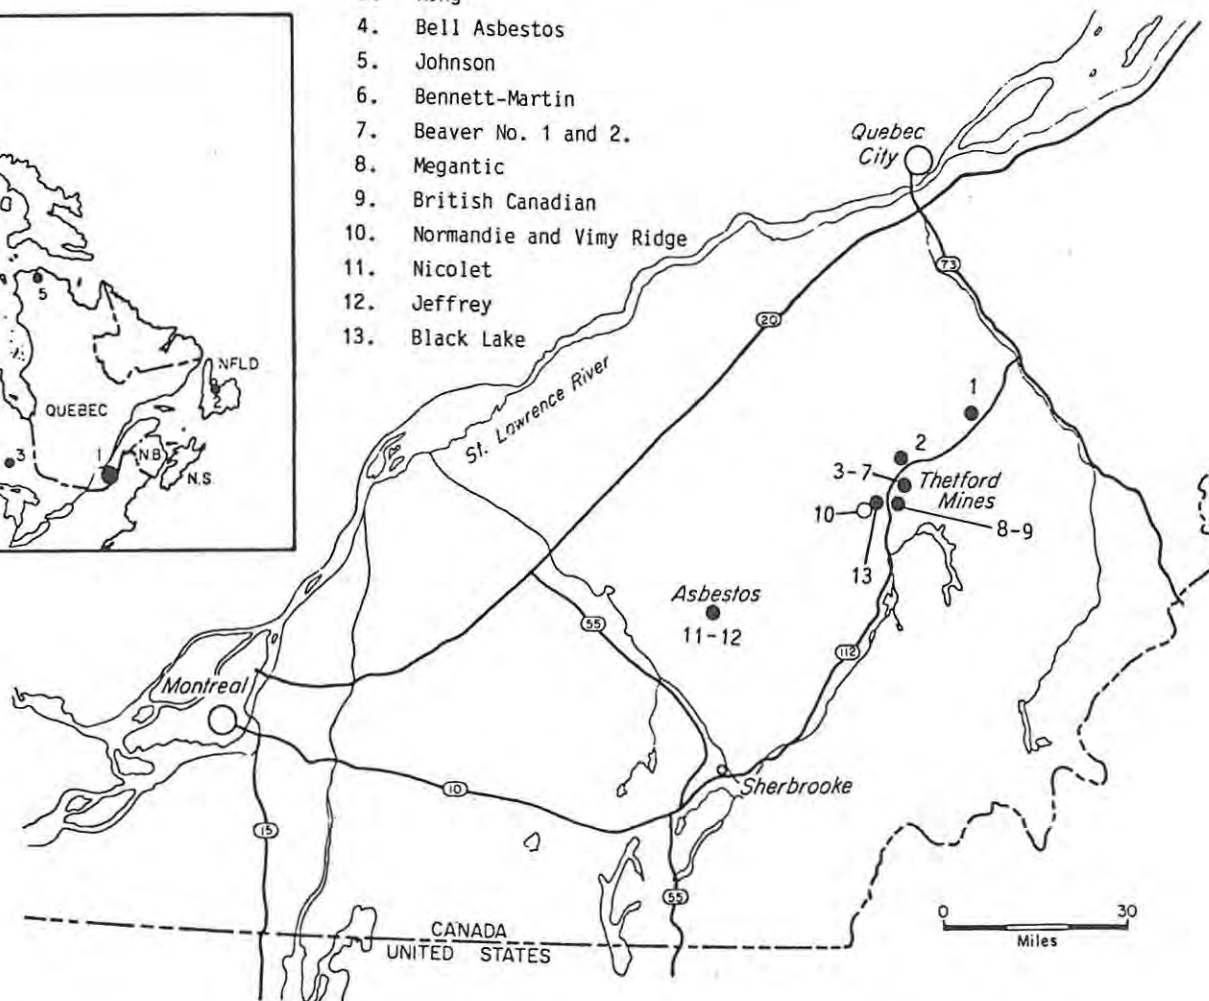 4. Bell Asbestos
5. Johnson
6. Bennett-Martin
7. Beaver No. 1 and 2.
8. Megantic
9. British Canadian
10. Normandie and Vimy Ridge
11. Nicolet
12. Jeffrey
13. Black Lake
Quebec
City
73
20
St. Lawrence River
1
2
3-7
Thetford
Mines
10
8-9
13
Asbestos
11-12
55
112
Montreal
Sherbrooke
10
15
55
CANADA
UNITED STATES
0 30
Miles
5
NFLD
2
QUEBEC
3
1
N.B.
N.S.